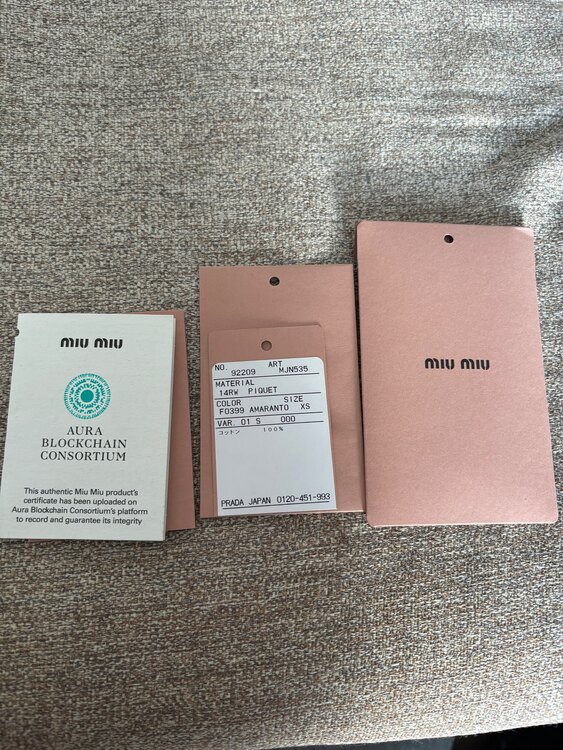 miu miu
AURA
BLOCKCHAIN
CONSORTIUM
This authentic Miu Miu product's
certificate has been uploaded on
Aura Blockchain Consortium's platform
to record and guarantee its integrity
NO. 92209 ART MJN535
MATERIAL
14RW PIQUET
COLOR SIZE
F0399 AMARANTO XS
VAR. 01 S 000
コットン 100%
PRADA JAPAN 0120-451-993
miu miu